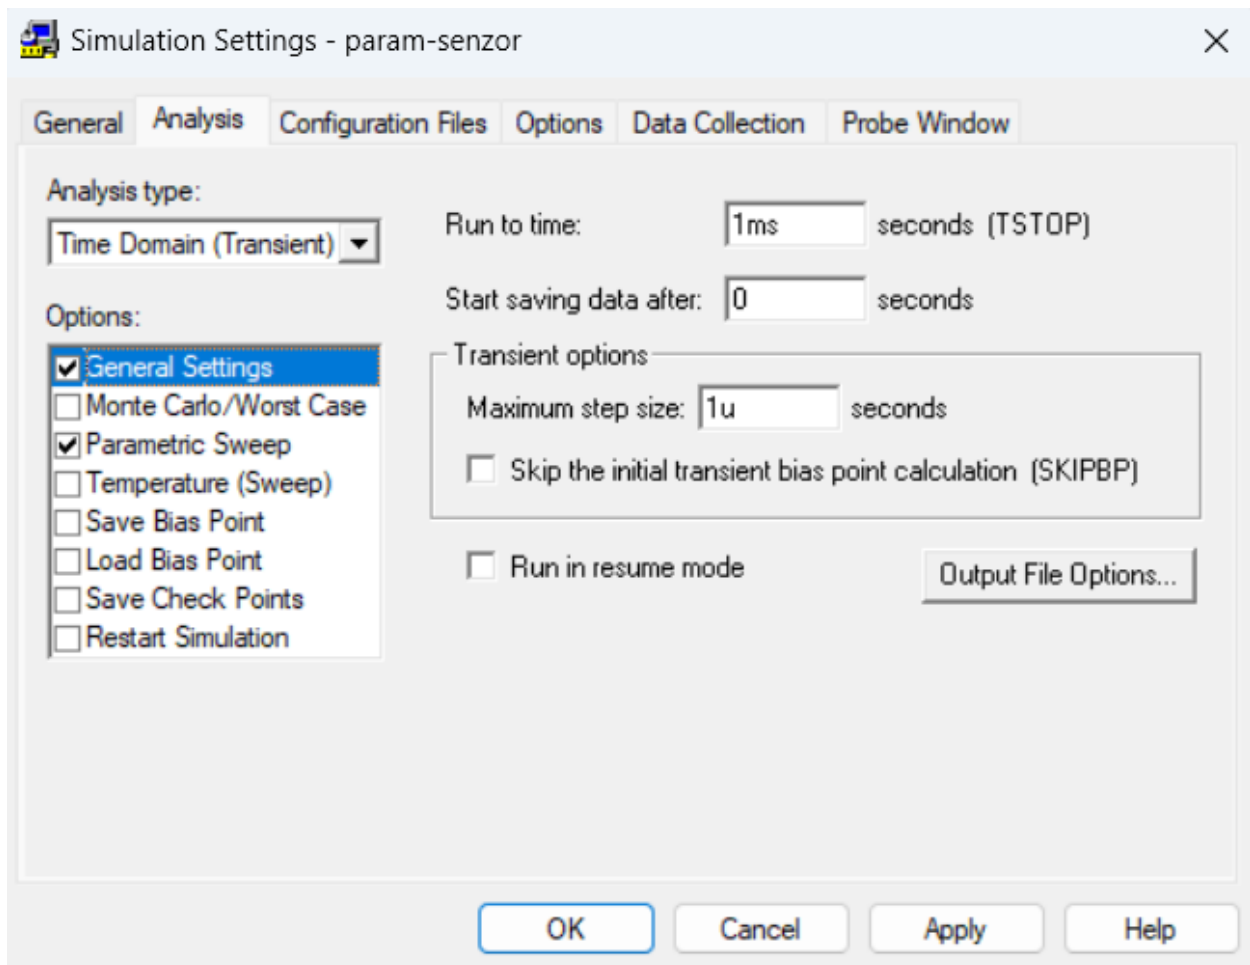 Simulation Settings - param-senzor
General Analysis Configuration Files Options Data Collection Probe Window
Analysis type:
Time Domain (Transient)
Options:
General Settings
Monte Carlo/Worst Case
Parametric Sweep
Temperature (Sweep)
Save Bias Point
Load Bias Point
Save Check Points
Restart Simulation
Run to time: 1ms seconds (TSTOP)
Start saving data after: 0 seconds
Transient options
Maximum step size: 1u seconds
Skip the initial transient bias point calculation (SKIPBP)
Run in resume mode
Output File Options...
OK Cancel Apply Help